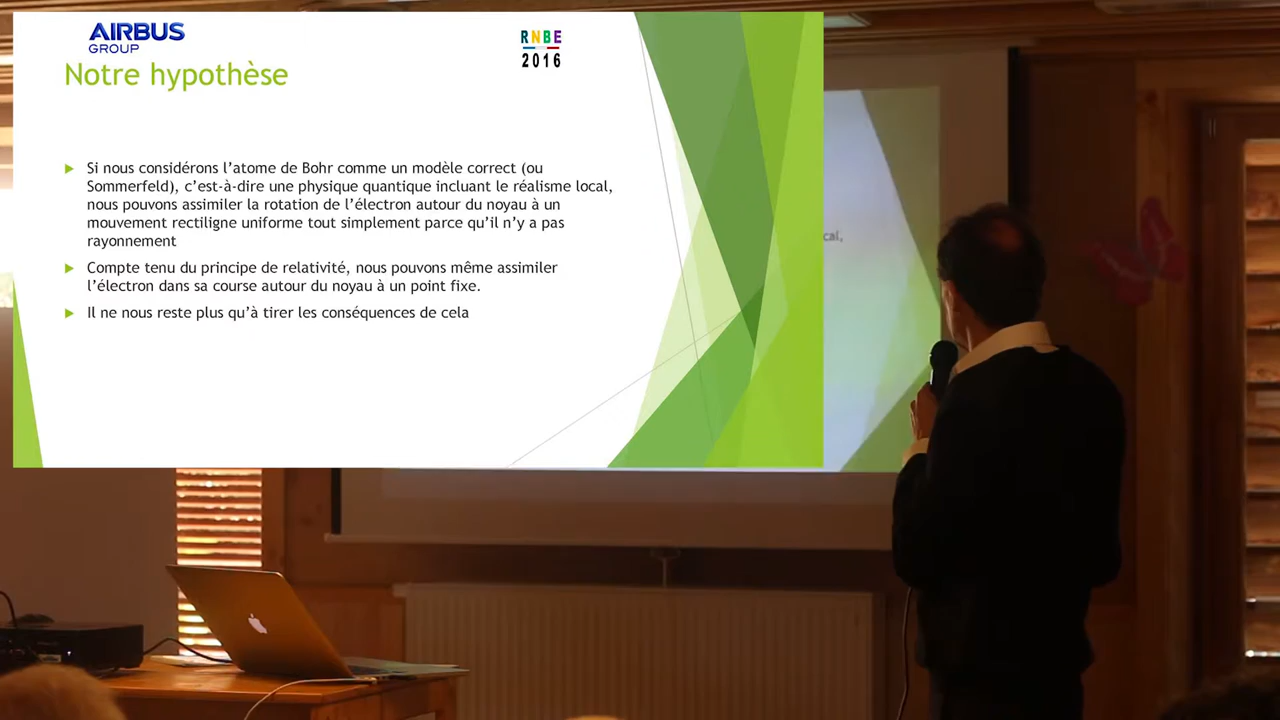 AIRBUS
GROUP
RNBE
2016
Notre hypothèse
Si nous considérons l'atome de Bohr comme un modèle correct (ou
Sommerfeld), c'est-à-dire une physique quantique incluant le réalisme local,
nous pouvons assimiler la rotation de l'électron autour du noyau à un
mouvement rectiligne uniforme tout simplement parce qu'il n'y a pas
rayonnement
Compte tenu du principe de relativité, nous pouvons même assimiler
l'électron dans sa course autour du noyau à un point fixe.
Il ne nous reste plus qu'à tirer les conséquences de cela
cal,